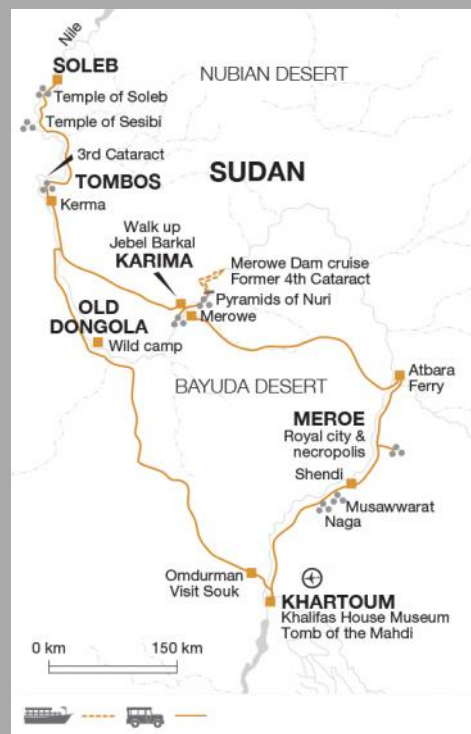 Nile
SOLEB
NUBIAN DESERT
Temple of Soleb
Temple of Sesibi
3rd Cataract
TOMBOS
SUDAN
Kerma
Walk up
Jebel Barkal
KARIMA
Merowe Dam cruise
Former 4th Cataract
Pyramids of Nuri
Merowe
OLD
DONGOLA
Wild camp
Atbara
Ferry
BAYUDA DESERT
MEROE
Royal city &
necropolis
Shendi
Musawwarat
Naga
Omdurman
Visit Souk
KHARTOUM
Khalifas House Museum
Tomb of the Mahdi
0 km 150 km